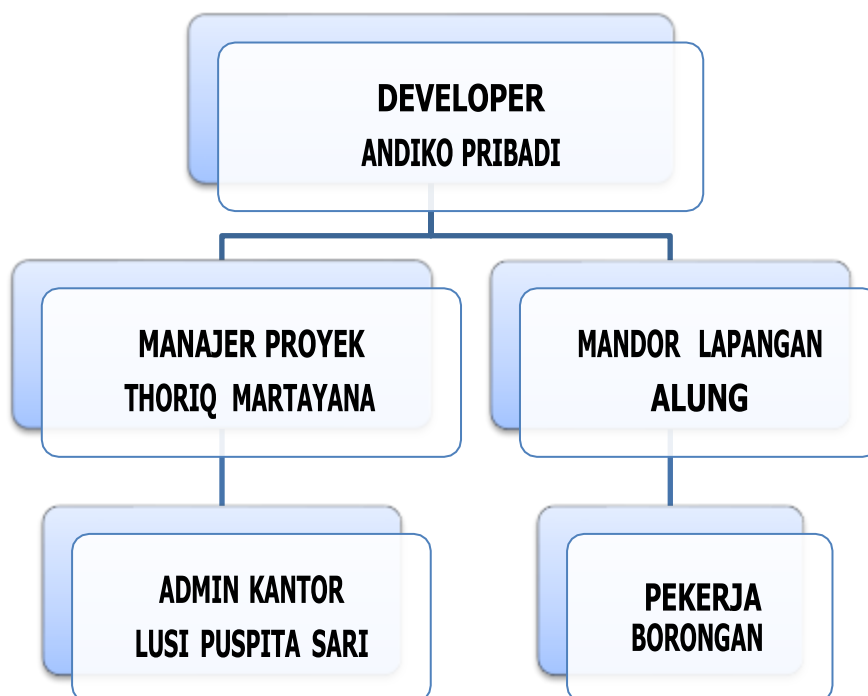 DEVELOPER
ANDIKO PRIBADI
MANAJER PROYEK
THORIQ MARTAYANA
MANDOR LAPANGAN
ALUNG
ADMIN KANTOR
LUSI PUSPITA SARI
PEKERJA
BORONGAN